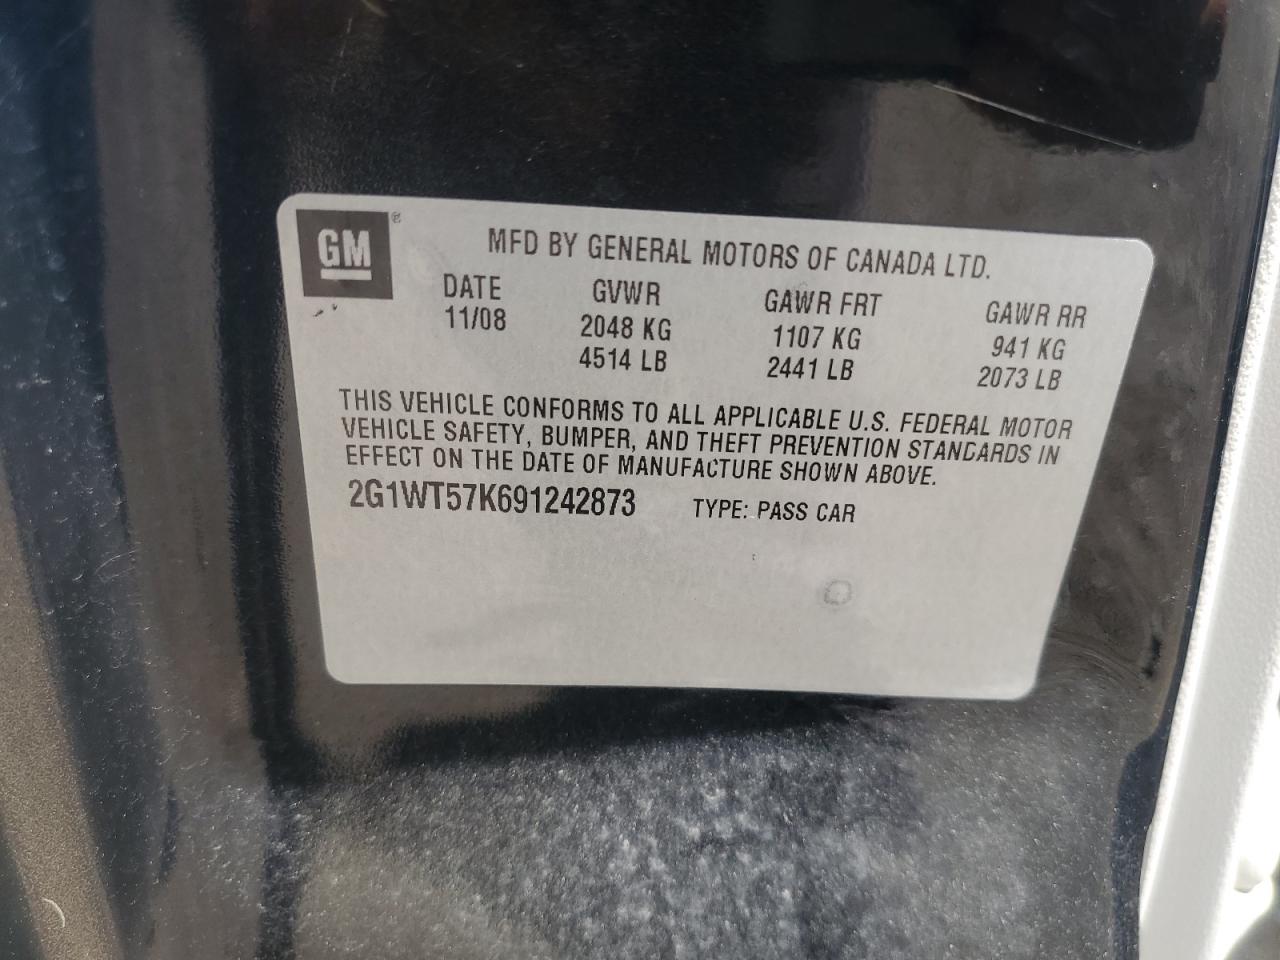 GM®
MFD BY GENERAL MOTORS OF CANADA LTD.
DATE GVWR GAWR FRT GAWR RR
11/08 2048 KG 1107 KG 941 KG
4514 LB 2441 LB 2073 LB
THIS VEHICLE CONFORMS TO ALL APPLICABLE U.S. FEDERAL MOTOR
VEHICLE SAFETY, BUMPER, AND THEFT PREVENTION STANDARDS IN
EFFECT ON THE DATE OF MANUFACTURE SHOWN ABOVE.
2G1WT57K691242873 TYPE: PASS CAR